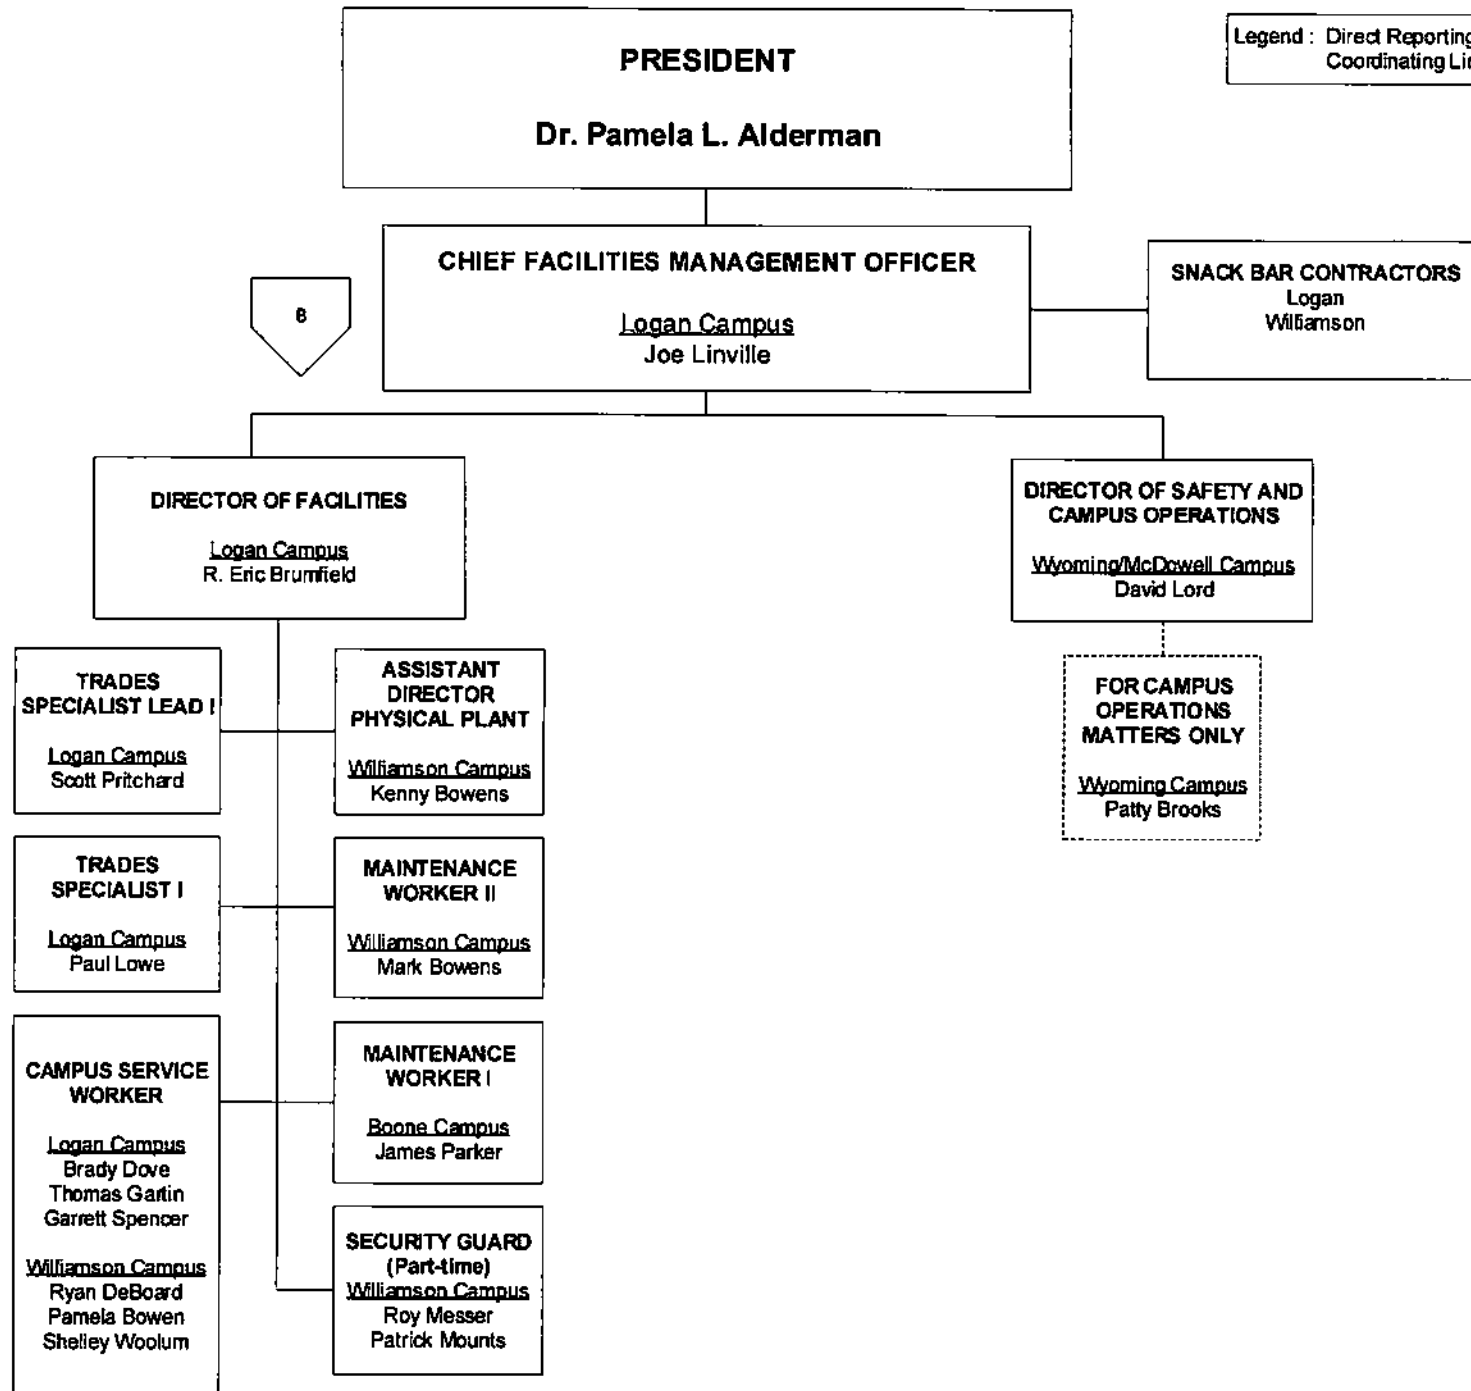 PRESIDENT
Dr. Pamela L. Alderman
Legend : Direct Reporting
Coordinating
CHIEF FACILITIES MANAGEMENT OFFICER
Logan Campus
Joe Linville
SNACK BAR CONTRACTORS
Logan
Williamson
DIRECTOR OF FACILITIES
Logan Campus
R. Eric Brumfield
DIRECTOR OF SAFETY AND
CAMPUS OPERATIONS
Wyoming/McDowell Campus
David Lord
FOR CAMPUS
OPERATIONS
MATTERS ONLY
Wyoming Campus
Patty Brooks
TRADES
SPECIALIST LEAD I
Logan Campus
Scott Pritchard
ASSISTANT
DIRECTOR
PHYSICAL PLANT
Williamson Campus
Kenny Bowens
TRADES
SPECIALIST I
Logan Campus
Paul Lowe
MAINTENANCE
WORKER II
Williamson Campus
Mark Bowens
CAMPUS SERVICE
WORKER
Logan Campus
Brady Dove
Thomas Gartin
Garrett Spencer
Williamson Campus
Ryan DeBoard
Pamela Bowen
Shelley Woolum
MAINTENANCE
WORKER I
Boone Campus
James Parker
SECURITY GUARD
(Part-time)
Williamson Campus
Roy Messer
Patrick Mounts